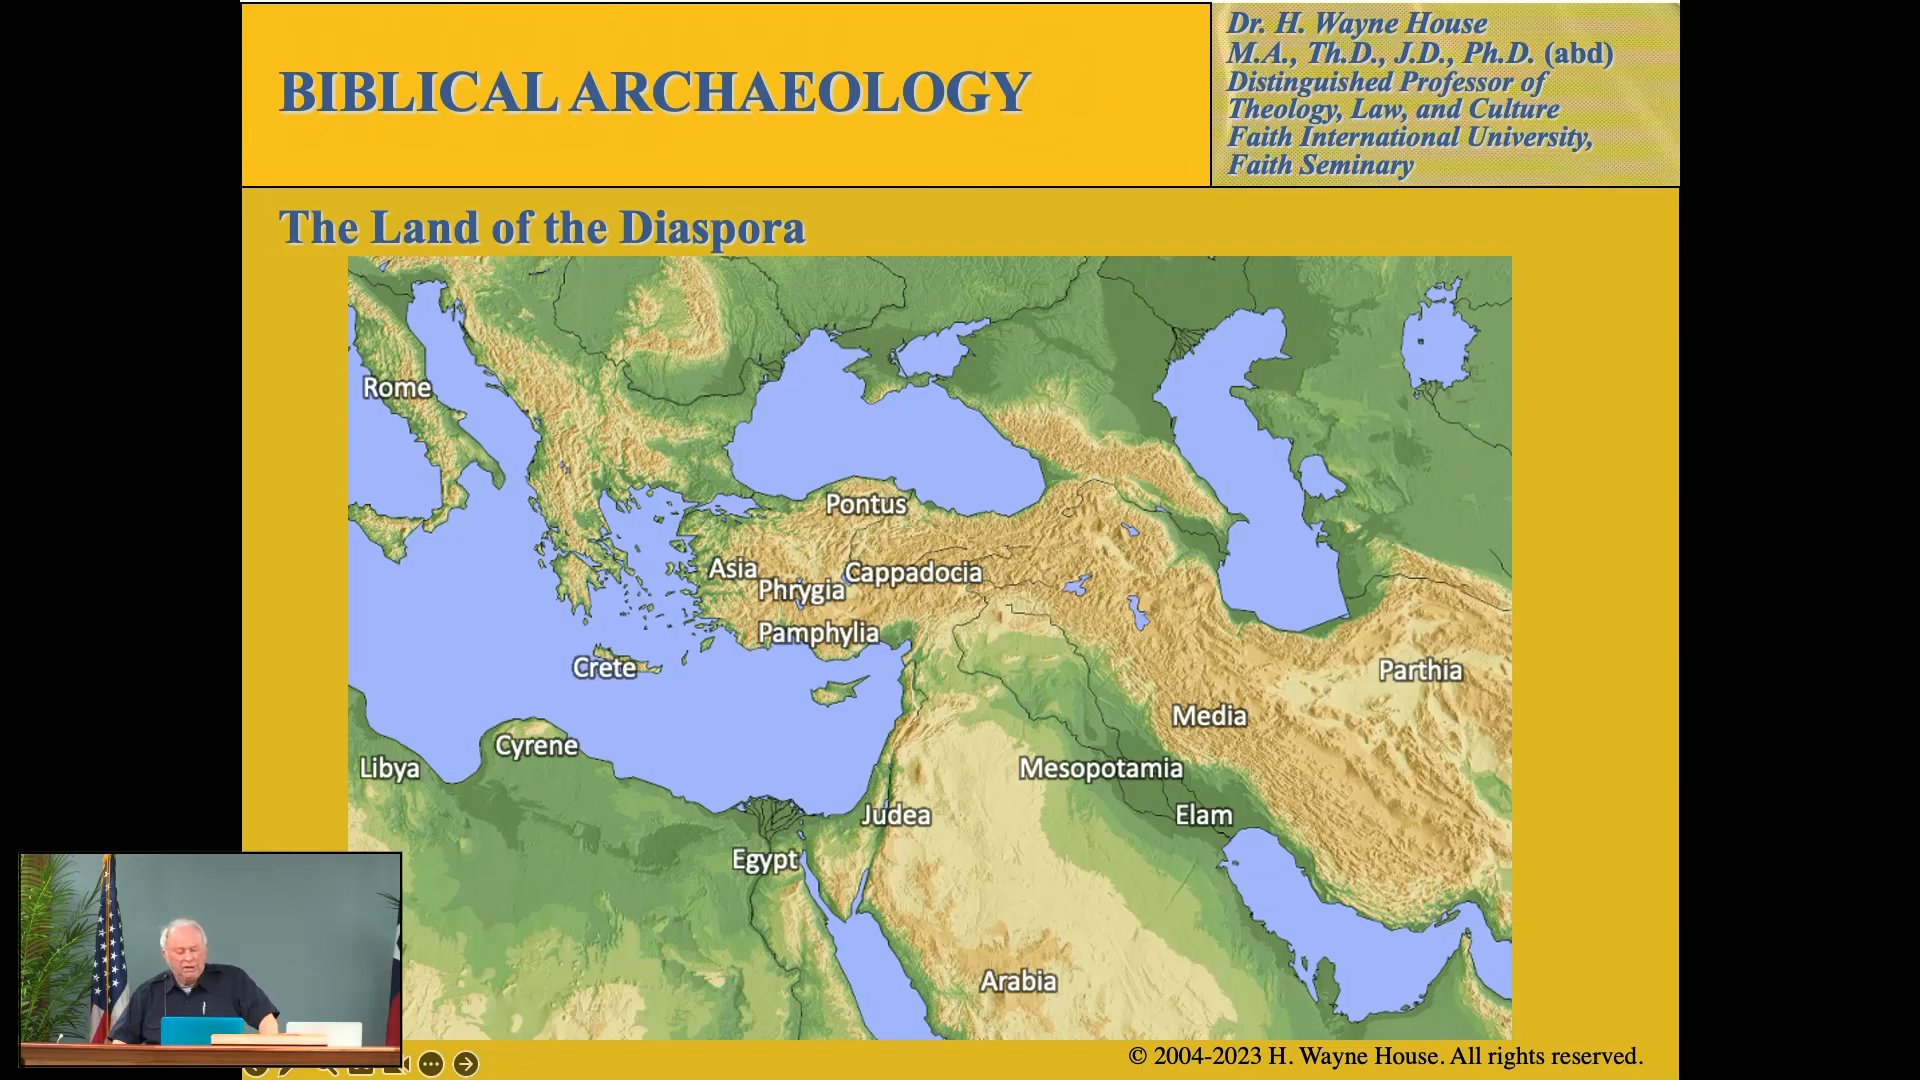 BIBLICAL ARCHAEOLOGY
Dr. H. Wayne House
M.A., Th.D., J.D., Ph.D. (abd)
Distinguished Professor of
Theology, Law, and Culture
Faith International University,
Faith Seminary
The Land of the Diaspora
Rome
Pontus
Asia
Cappadocia
Phrygia
Pamphylia
Crete
Parthia
Media
Cyrene
Libya
Mesopotamia
Judea
Elam
Egypt
Arabia
© 2004-2023 H. Wayne House. All rights reserved.